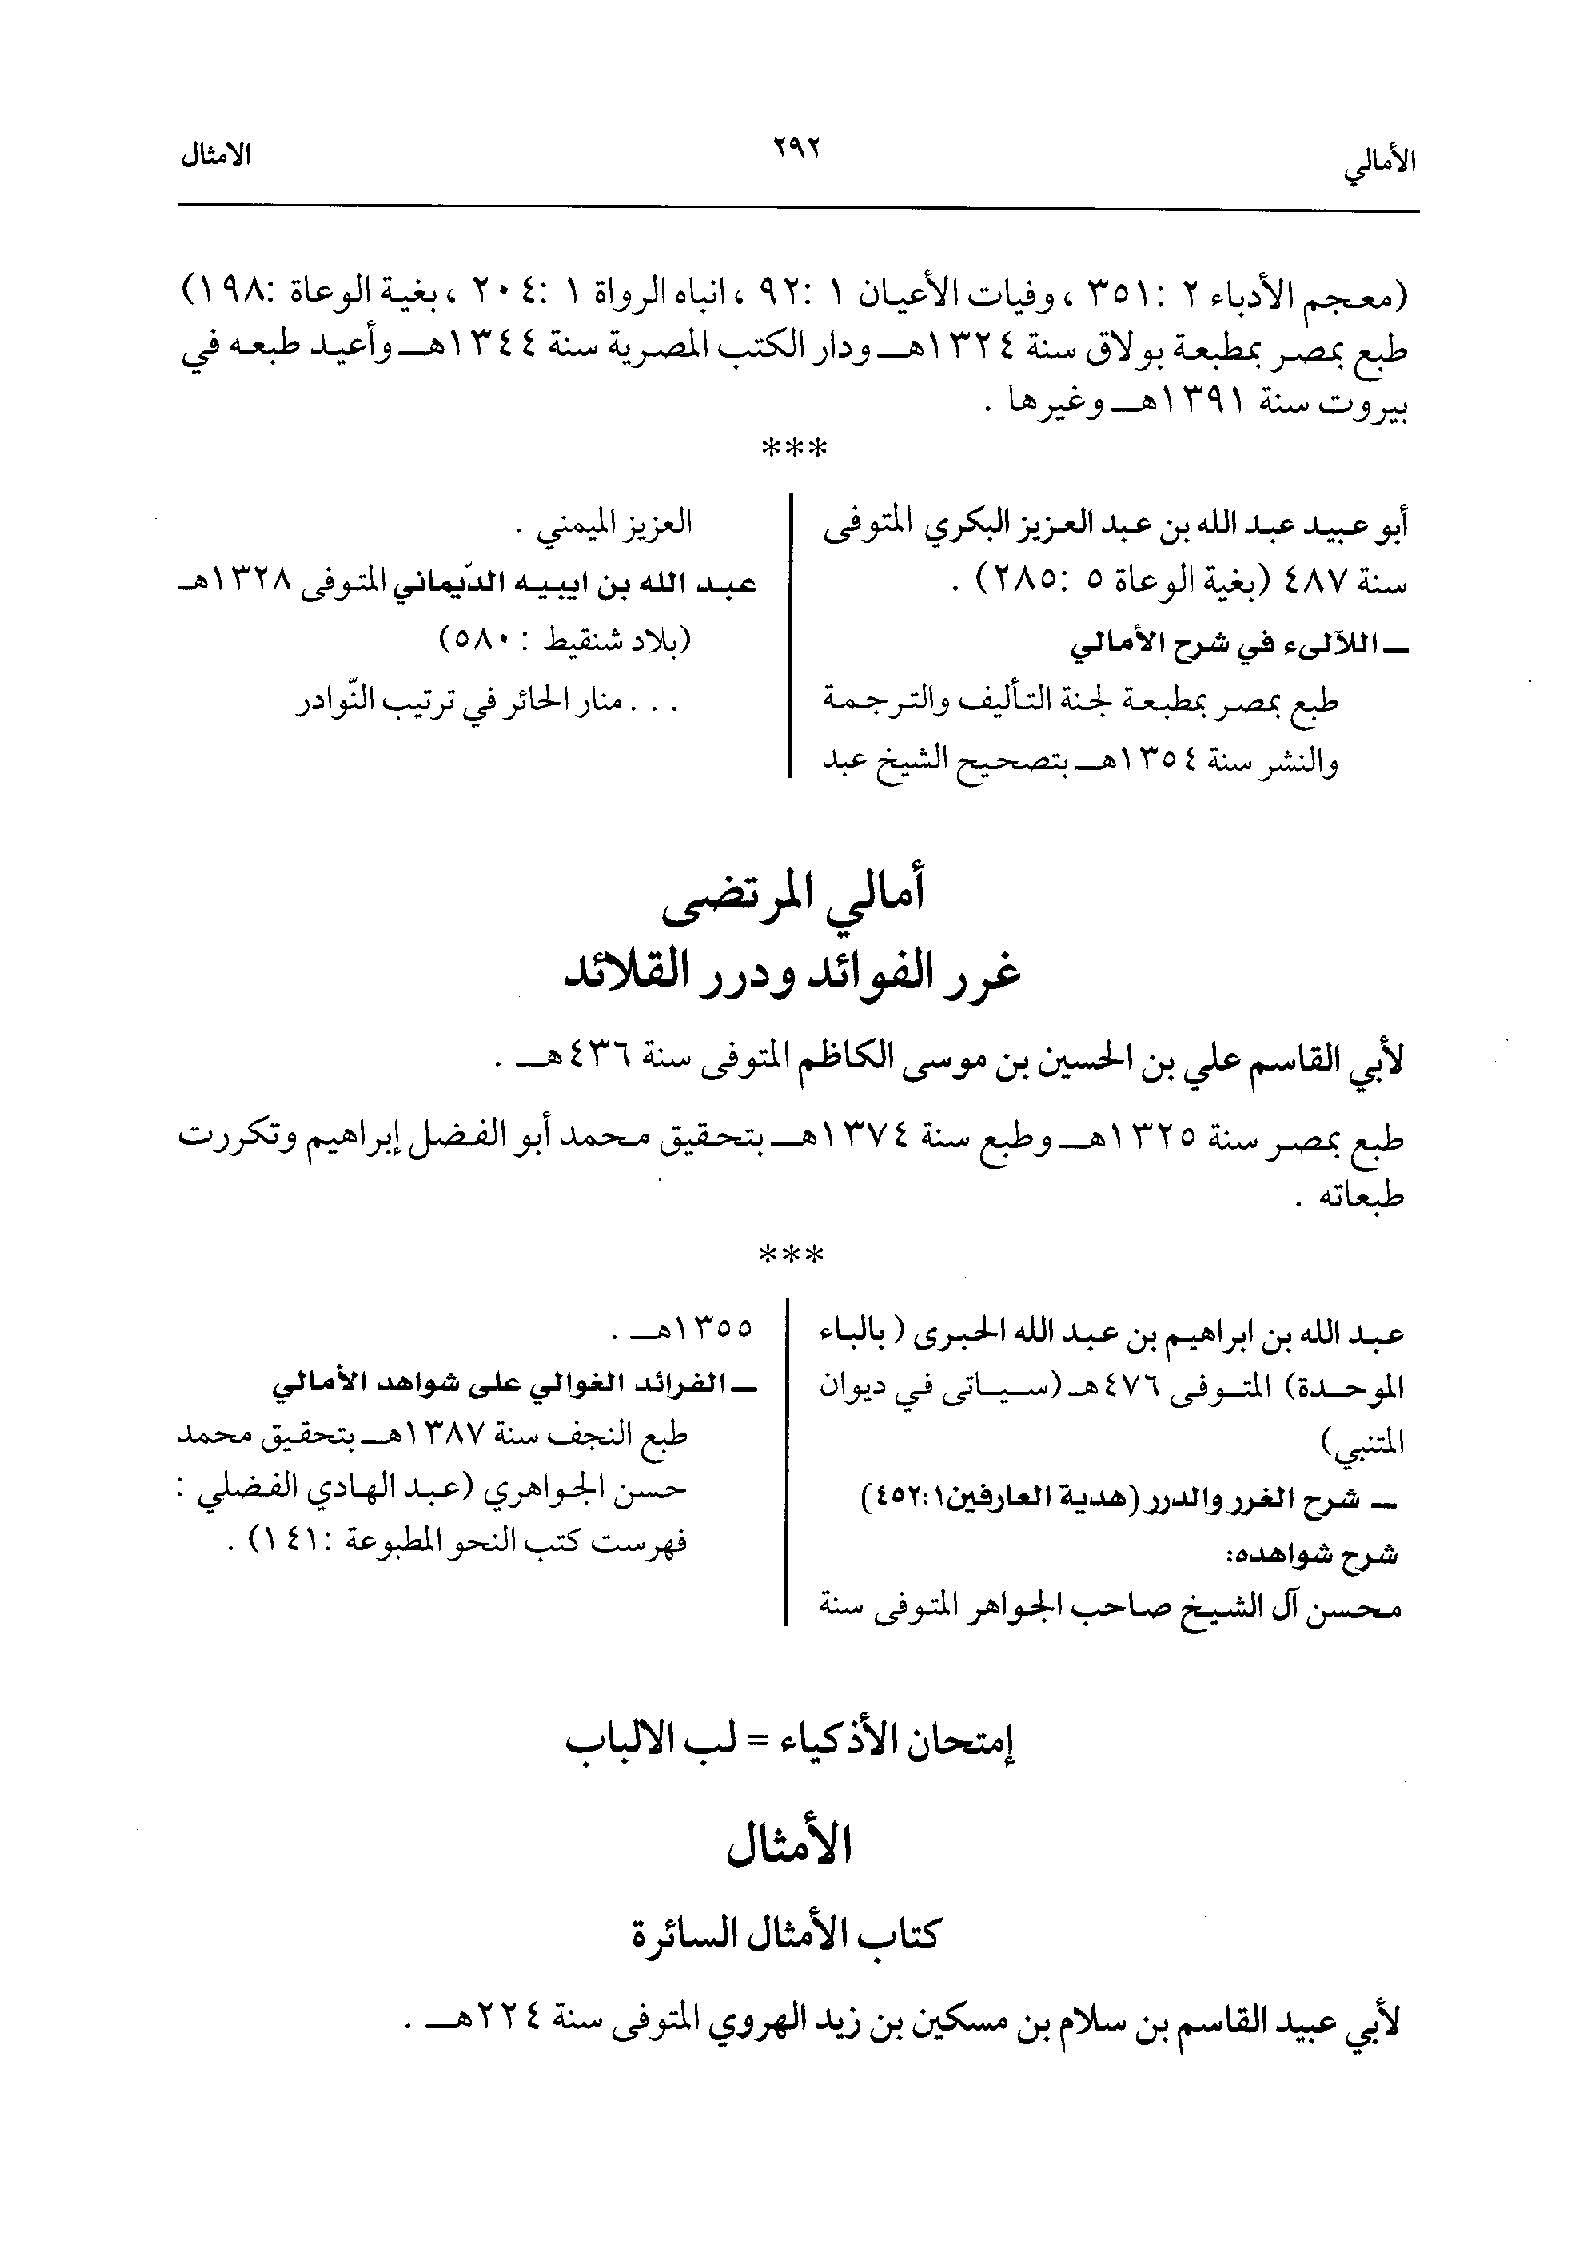 الأمالي
٢٩٢
الامثال
(معجم الأدباء ٢ :٣٥١ ، وفيات الأعيان ١ :٩٢ ، انباه الرواة ١ :٢٠٤ ، بغية الوعاة :١٩٨)
طبع بمصر بمطبعة بولاق سنة ١٣٢٤هـ ودار الكتب المصرية سنة ١٣٤٤هـ وأعيد طبعه في
بيروت سنة ١٣٩١هـ وغيرها .
***
أبو عبيد عبد الله بن عبد العزيز البكري المتوفى
سنة ٤٨٧ (بغية الوعاة ٥ :٢٨٥) .
ـ اللآلىء في شرح الأمالي
طبع بمصر بمطبعة لجنة التأليف والترجمة
والنشر سنة ١٣٥٤هـ بتصحيح الشيخ عبد
العزيز الميمني .
عبد الله بن ابيبيه الدّيماني المتوفى ١٣٢٨هـ
(بلاد شنقيط : ٥٨٠)
. . . منار الحائر في ترتيب النّوادر
أمالي المرتضى
غرر الفوائد ودرر القلائد
لأبي القاسم علي بن الحسين بن موسى الكاظم المتوفى سنة ٤٣٦هـ .
طبع بمصر سنة ١٣٢٥هـ وطبع سنة ١٣٧٤هـ بتحقيق محمد أبو الفضل إبراهيم وتكررت
طبعاته .
***
عبد الله بن ابراهيم بن عبد الله الخبرى ( بالباء
الموحدة) المتوفى ٤٧٦هـ (سيأتى في ديوان
المتنبي)
ـ شرح الغرر والدرر (هدية العارفين١:٤٥٢)
شرح شواهده:
محسن آل الشيخ صاحب الجواهر المتوفى سنة
١٣٥٥هـ .
ـ الفرائد الغوالي على شواهد الأمالي
طبع النجف سنة ١٣٨٧هـ بتحقيق محمد
حسن الجواهري (عبد الهادي الفضلي :
فهرست كتب النحو المطبوعة :١٤١) .
إمتحان الأذكياء = لب الالباب
الأمثال
كتاب الأمثال السائرة
لأبي عبيد القاسم بن سلام بن مسكين بن زيد الهروي المتوفى سنة ٢٢٤هـ .